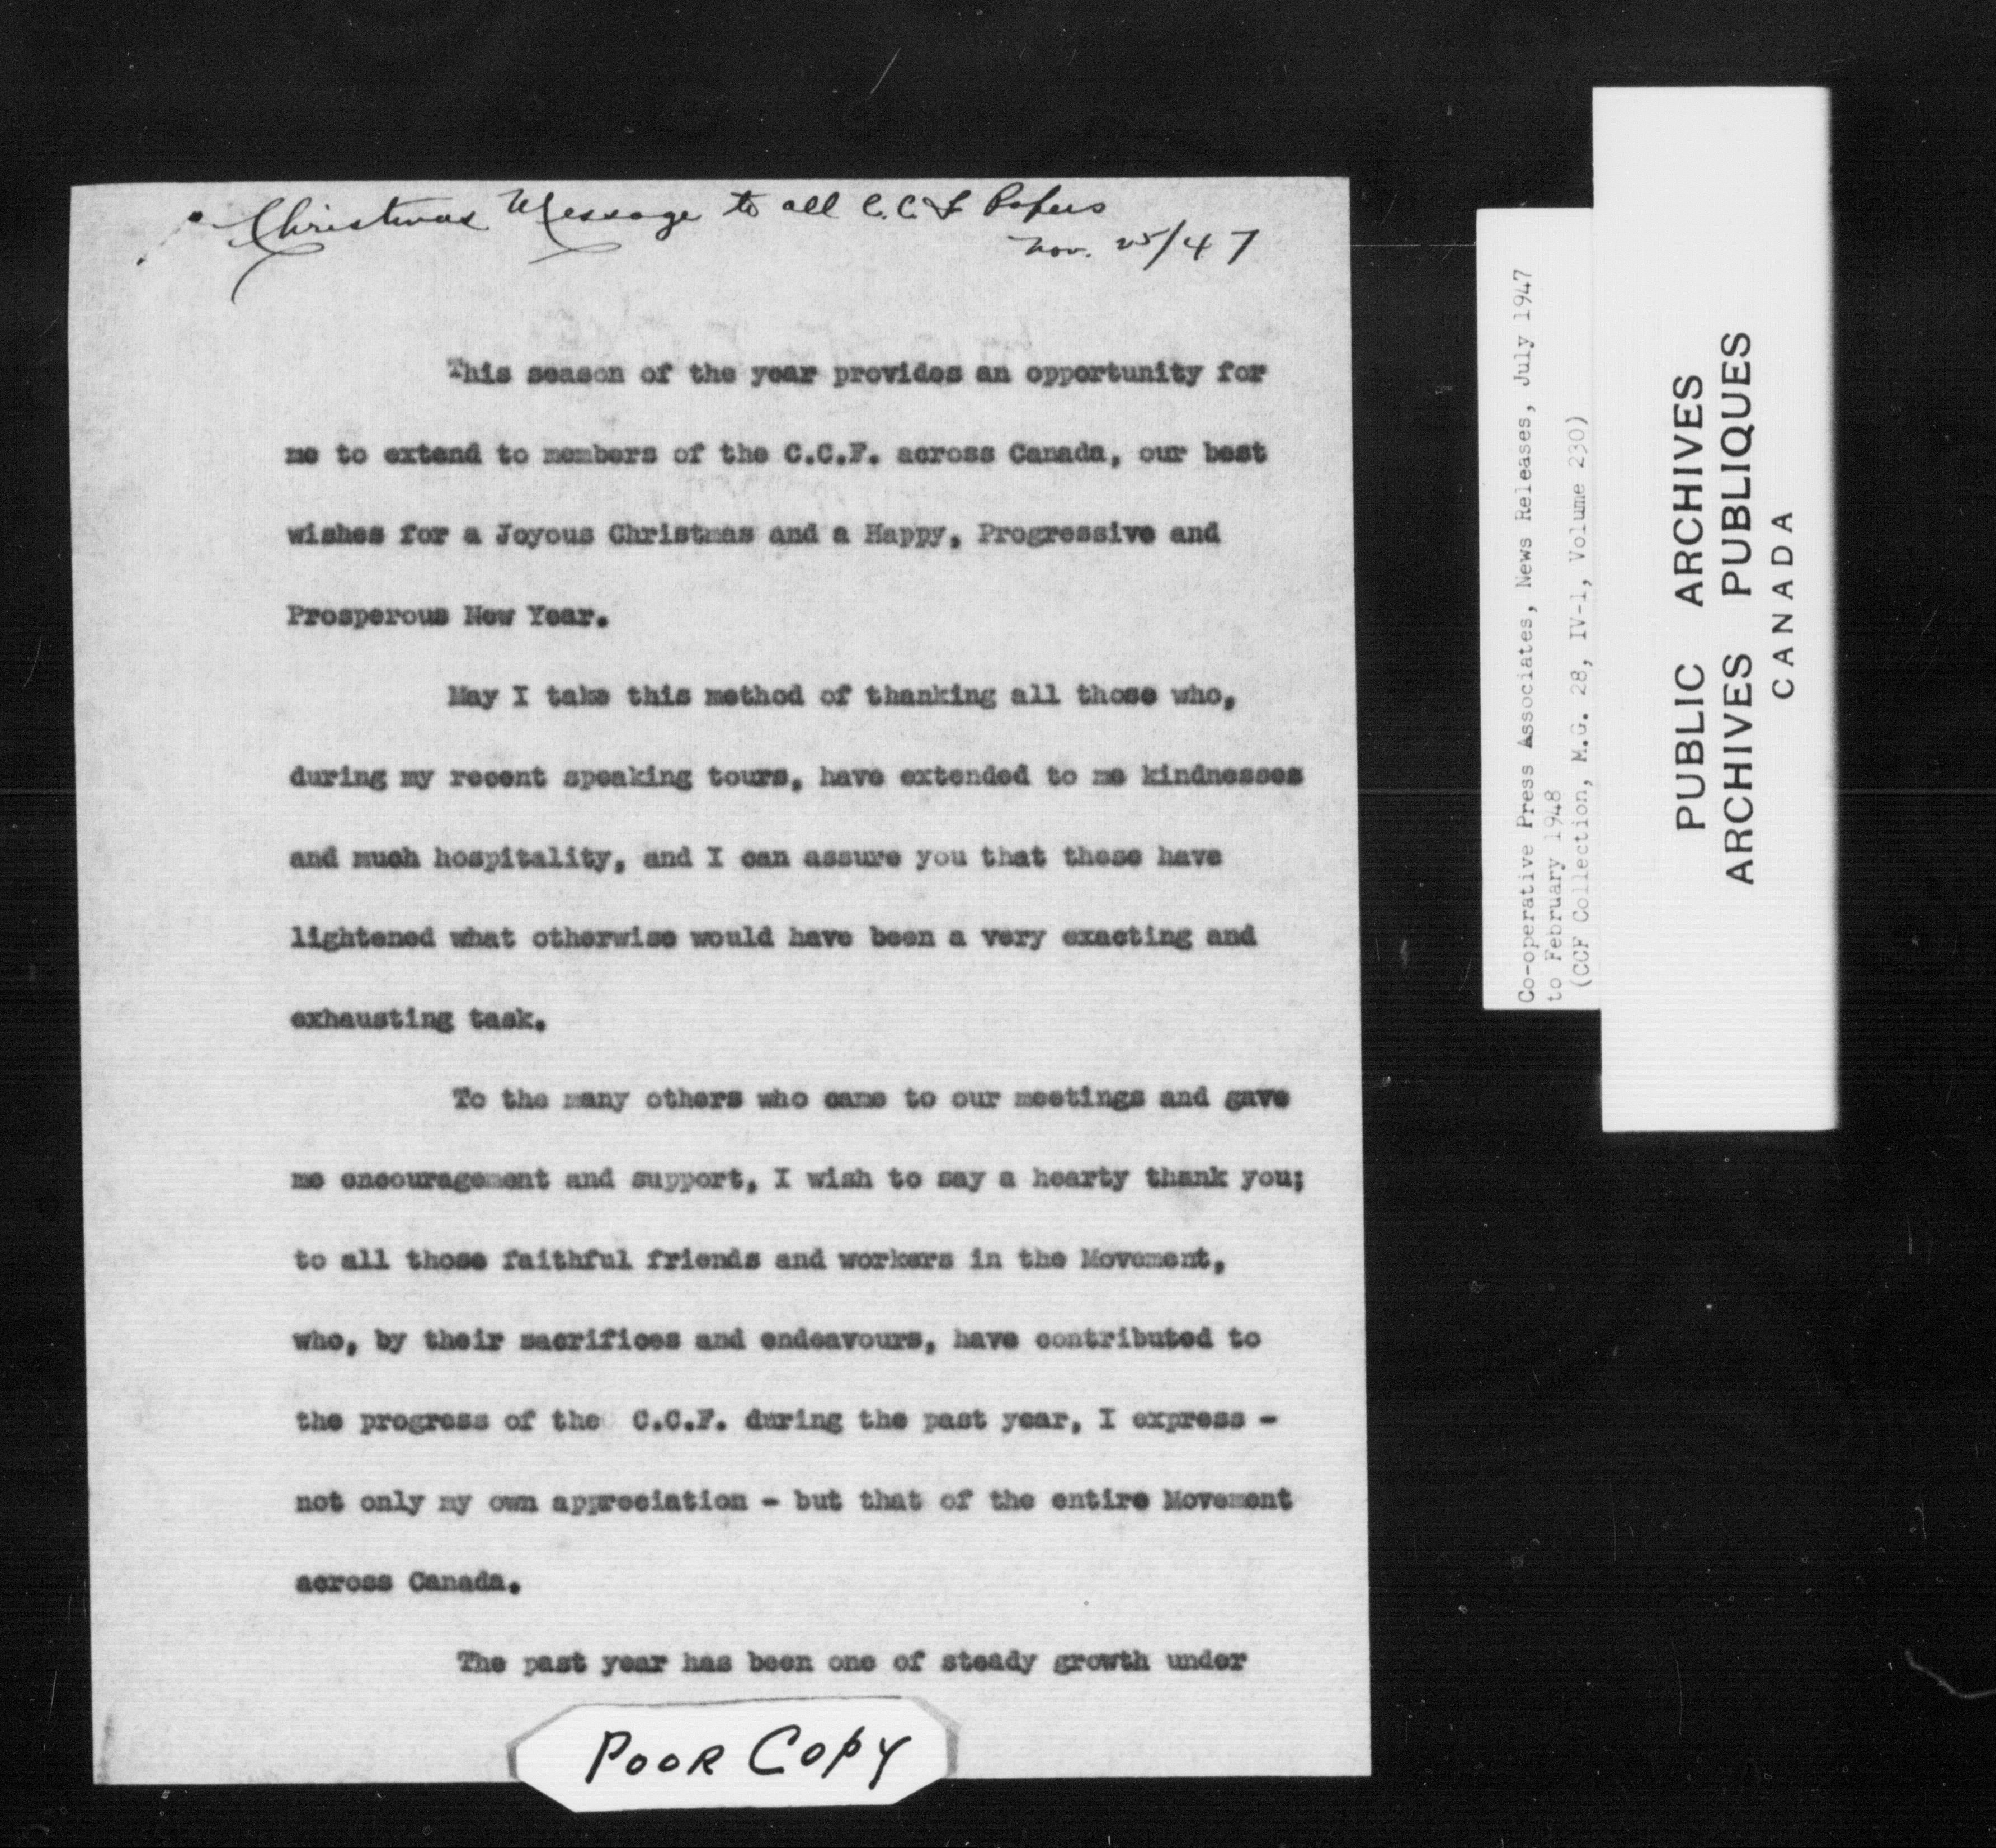 Christmas Message to all C.C.F Papers
Nov. 25/47
This season of the year provides an opportunity for
me to extend to members of the C.C.F. across Canada, our best
wishes for a Joyous Christmas and a Happy, Progressive and
Prosperous New Year.
May I take this method of thanking all those who,
during my recent speaking tours, have extended to me kindnesses
and much hospitality, and I can assure you that these have
lightened what otherwise would have been a very exacting and
exhausting task.
To the many others who came to our meetings and gave
me encouragement and support, I wish to say a hearty thank you;
to all those faithful friends and workers in the Movement,
who, by their sacrifices and endeavours, have contributed to
the progress of the C.C.F. during the past year, I express -
not only my own appreciation - but that of the entire Movement
across Canada.
The past year has been one of steady growth under
POOR COPY
Co-operative Press Associates, News Releases, July 1947
to February 1948
(CCF Collection, M.G. 28, IV-1, Volume 230)
PUBLIC ARCHIVES
ARCHIVES PUBLIQUES
CANADA